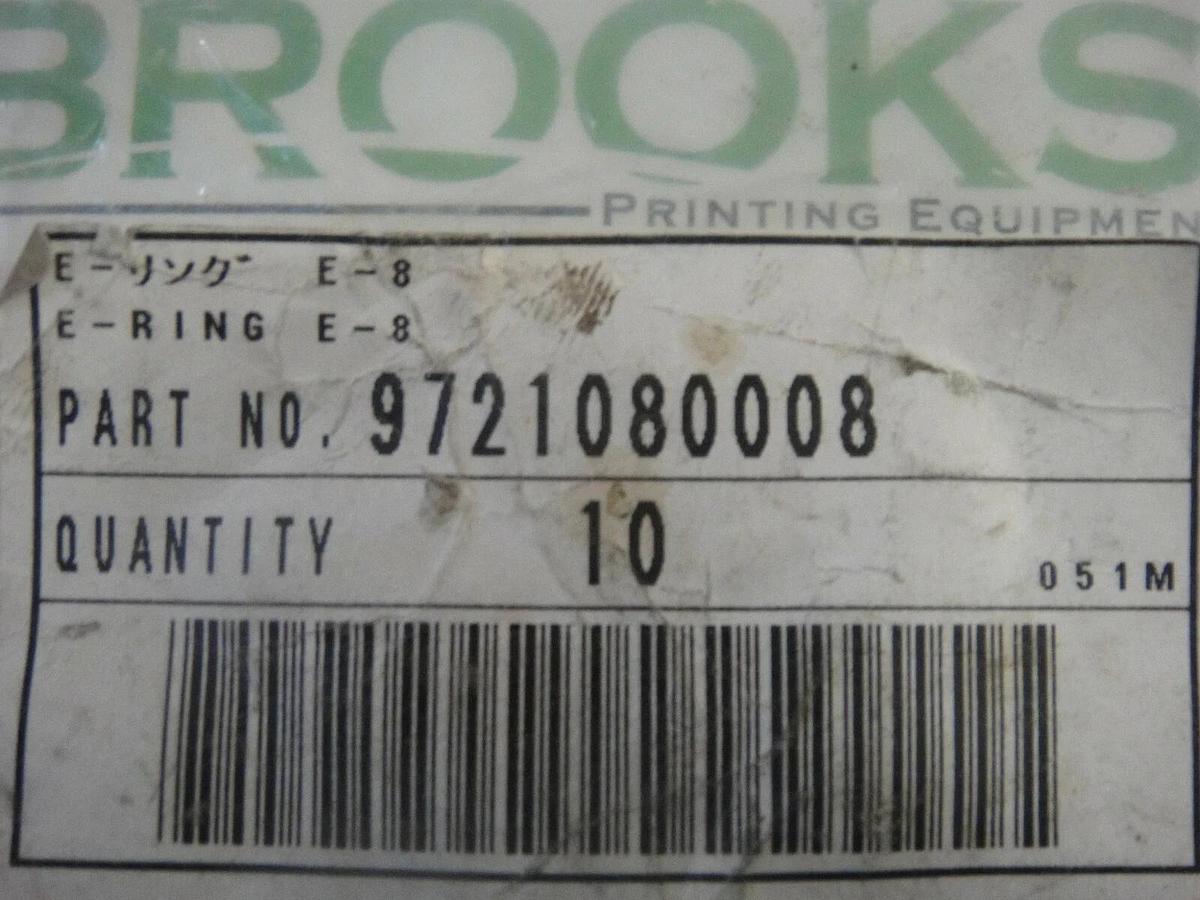 BROOKS
PRINTING EQUIPMEN
E-リング E-8
E-RING E-8
PART NO. 9721080008
QUANTITY 10
051M